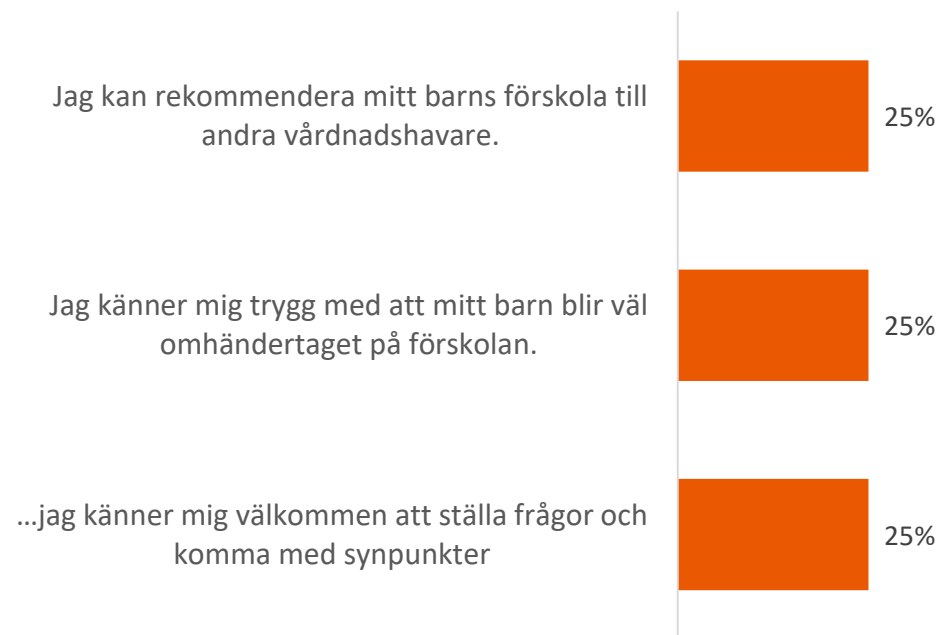 Jag kan rekommendera mitt barns förskola till
andra vårdnadshavare.
25%
Jag känner mig trygg med att mitt barn blir väl
omhändertaget på förskolan.
25%
…jag känner mig välkommen att ställa frågor och
komma med synpunkter
25%